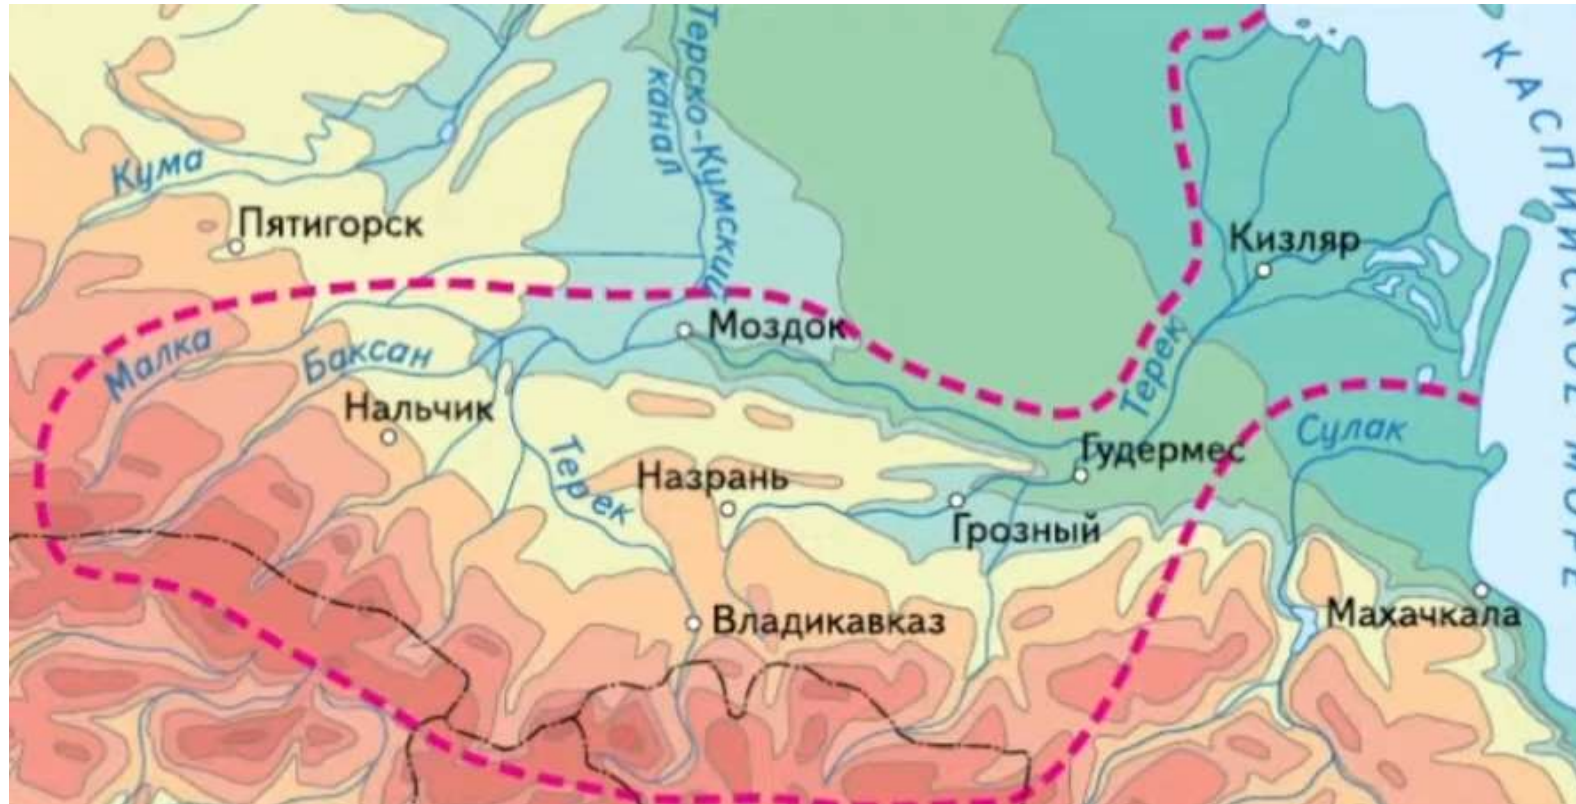 Терско-Кумский
канал
КАСПИЙСКОЕ МОРЕ
Кума
Пятигорск
Кизляр
Моздок
Малка
Баксан
Терек
Нальчик
Сулак
Гудермес
Терек
Назрань
Грозный
Владикавказ
Махачкала